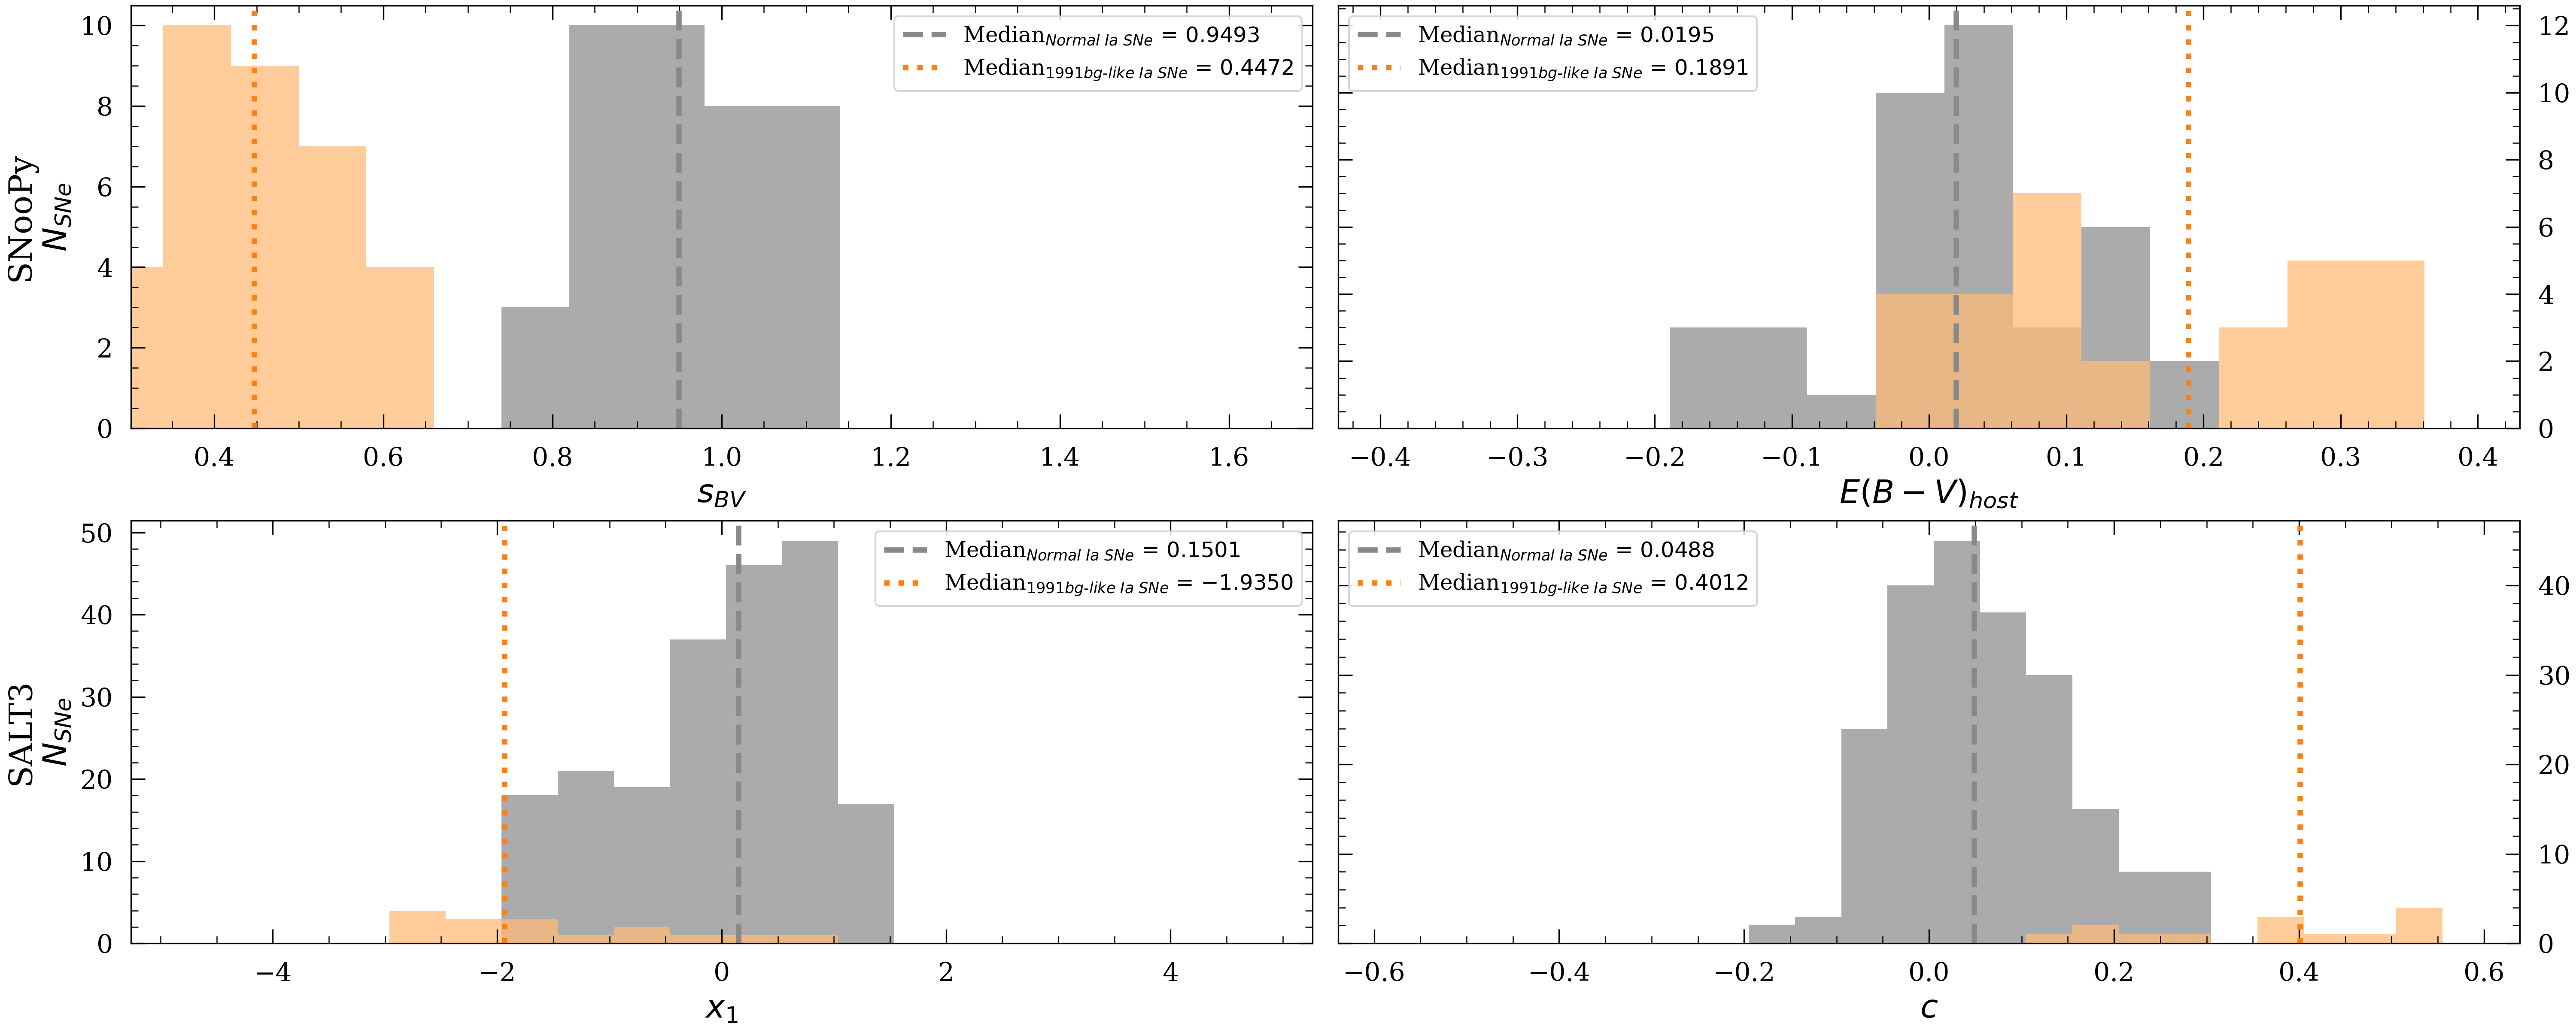 10
8
6
4
2
0
SNooPy
N_SNe
Median_Normal Ia SNe = 0.9493
Median_1991bg-like Ia SNe = 0.4472
0.4 0.6 0.8 1.0 1.2 1.4 1.6
s_BV
Median_Normal Ia SNe = 0.0195
Median_1991bg-like Ia SNe = 0.1891
12
10
8
6
4
2
0
−0.4 −0.3 −0.2 −0.1 0.0 0.1 0.2 0.3 0.4
E(B − V)_host
50
40
30
20
10
0
SALT3
N_SNe
Median_Normal Ia SNe = 0.1501
Median_1991bg-like Ia SNe = −1.9350
−4 −2 0 2 4
x_1
Median_Normal Ia SNe = 0.0488
Median_1991bg-like Ia SNe = 0.4012
40
30
20
10
0
−0.6 −0.4 −0.2 0.0 0.2 0.4 0.6
c